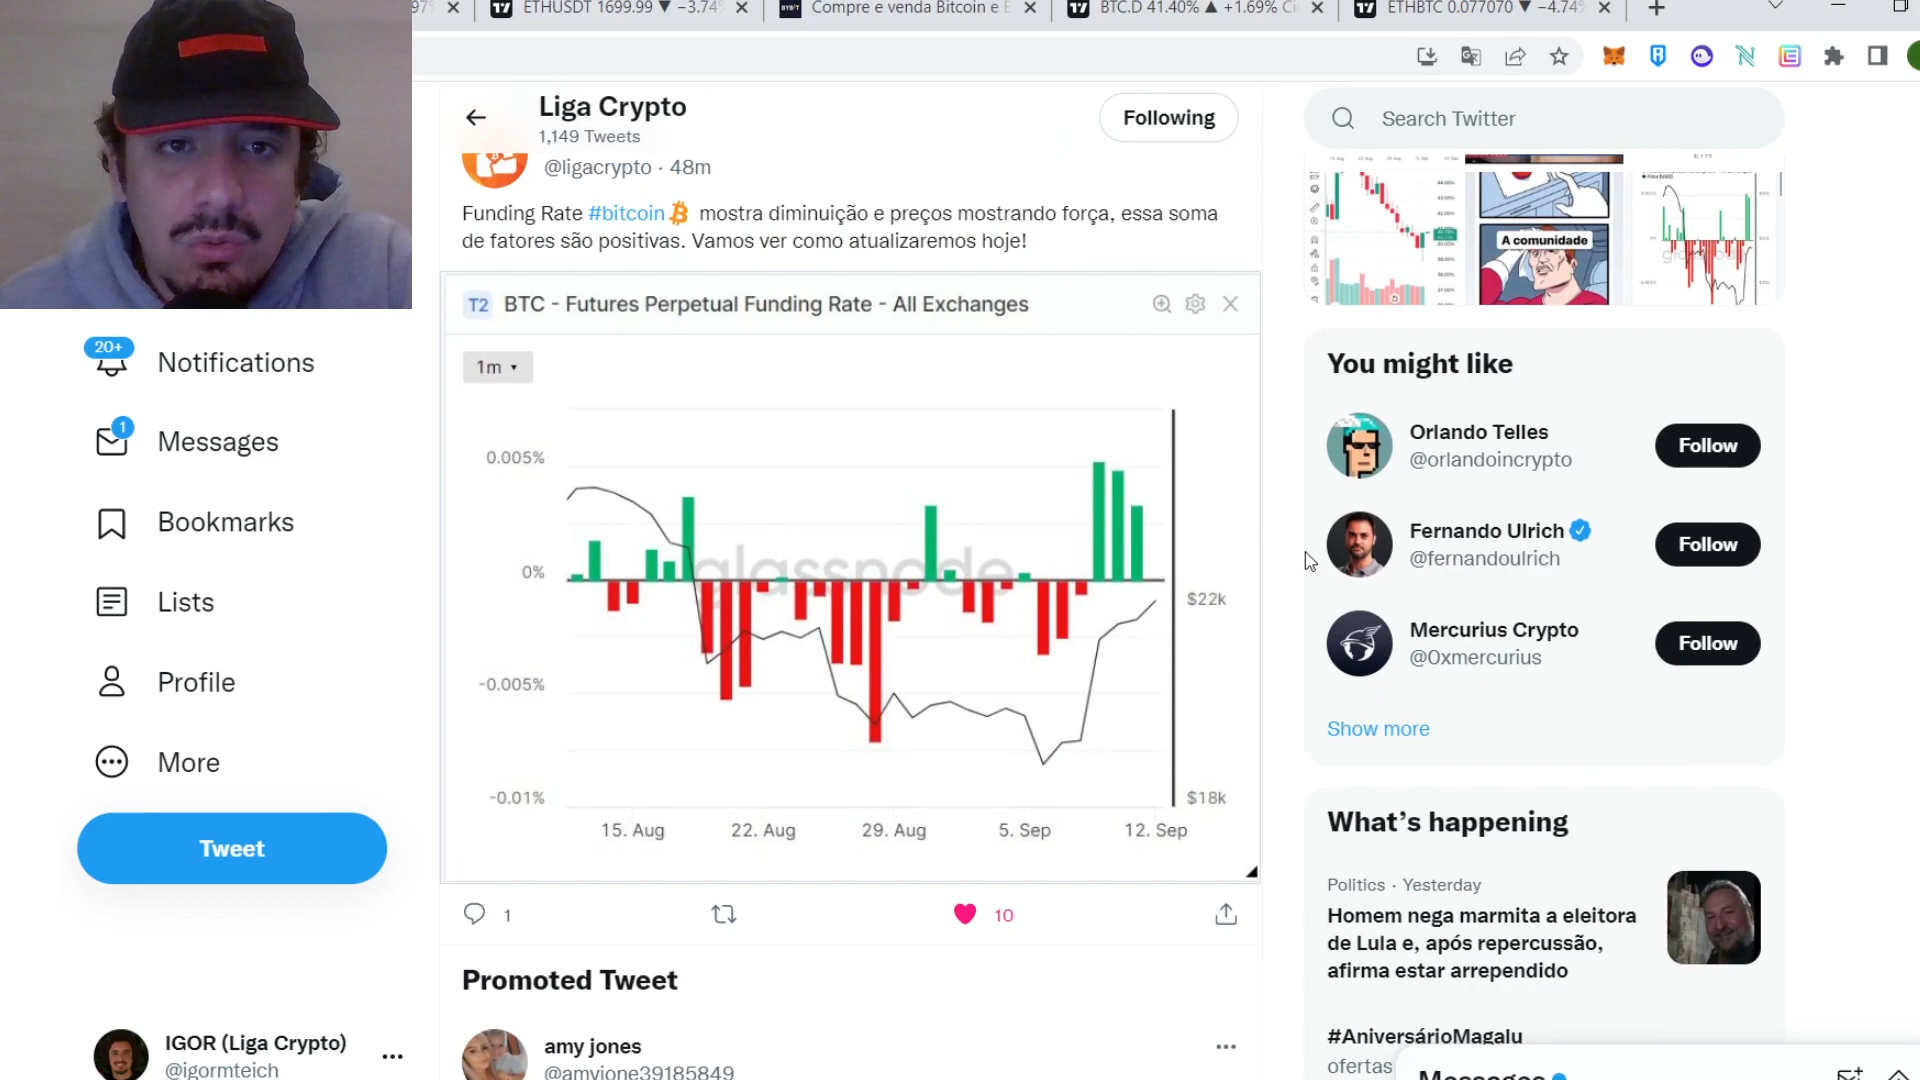 97%
ETHUSDT 1699.99 ▼ −3.74%
BYBIT
Compre e venda Bitcoin e E
BTC.D 41.40% ▲ +1.69%
ETHBTC 0.077070 ▼ −4.74%
Liga Crypto
1,149 Tweets
Following
Search Twitter
@ligacrypto · 48m
Funding Rate #bitcoin mostra diminuição e preços mostrando força, essa soma
de fatores são positivas. Vamos ver como atualizaremos hoje!
T2 BTC - Futures Perpetual Funding Rate - All Exchanges
1m
0.005%
0%
-0.005%
-0.01%
$22k
$18k
glassnode
15. Aug
22. Aug
29. Aug
5. Sep
12. Sep
1
10
Promoted Tweet
amy jones
@amyjone39185849
20+
Notifications
1
Messages
Bookmarks
Lists
Profile
More
Tweet
IGOR (Liga Crypto)
@igormteich
A comunidade
You might like
Orlando Telles
@orlandoincrypto
Follow
Fernando Ulrich
@fernandoulrich
Follow
Mercurius Crypto
@0xmercurius
Follow
Show more
What's happening
Politics · Yesterday
Homem nega marmita a eleitora
de Lula e, após repercussão,
afirma estar arrependido
#AniversárioMagalu
ofertas
Messages